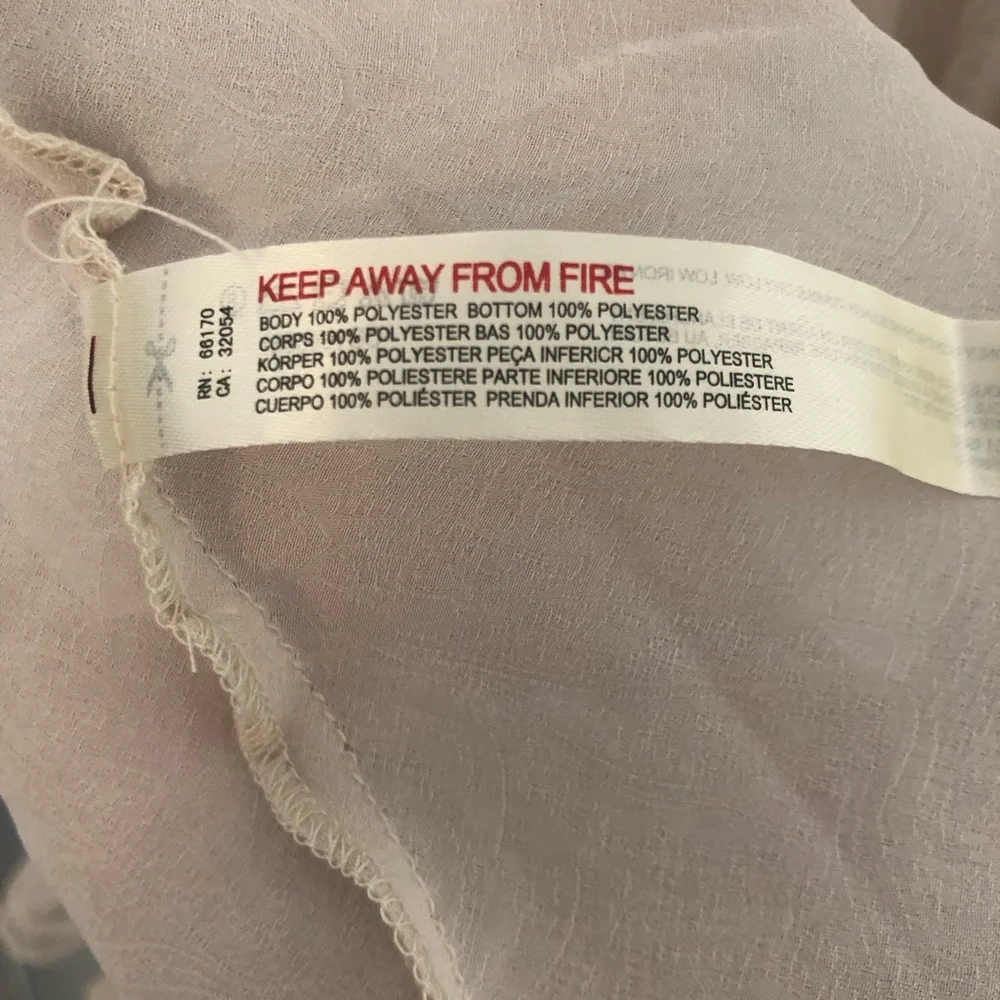 KEEP AWAY FROM FIRE
BODY 100% POLYESTER BOTTOM 100% POLYESTER
CORPS 100% POLYESTER BAS 100% POLYESTER
KÓRPER 100% POLYESTER PEÇA INFERICR 100% POLYESTER
CORPO 100% POLIESTERE PARTE INFERIORE 100% POLIESTERE
CUERPO 100% POLIÉSTER PRENDA INFERIOR 100% POLIÉSTER
RN: 66170
CA: 32054